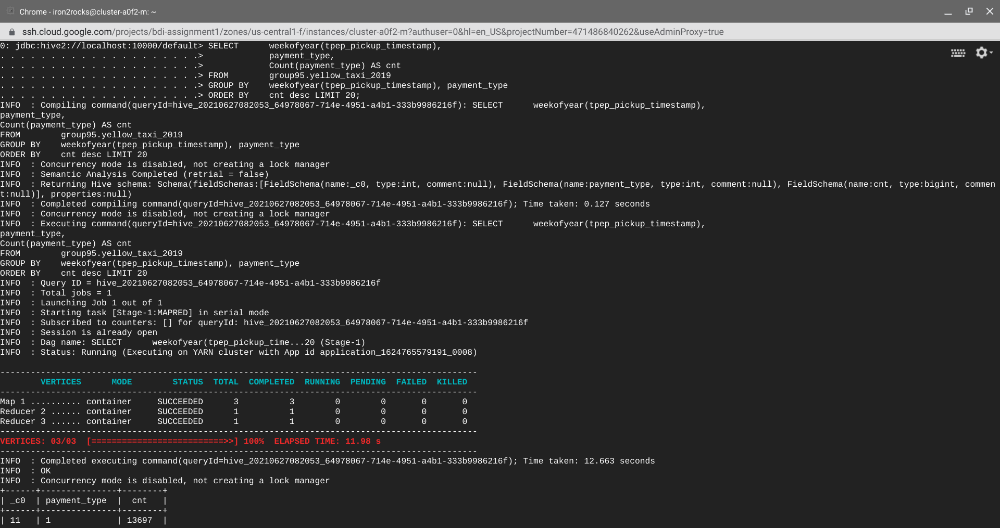 Chrome - iron2rocks@cluster-a0f2-m: ~
ssh.cloud.google.com/projects/bdi-assignment1/zones/us-central1-f/instances/cluster-a0f2-m?authuser=0&hl=en_US&projectNumber=471486840262&useAdminProxy=true
0: jdbc:hive2://localhost:10000/default> SELECT      weekofyear(tpep_pickup_timestamp),
. . . . . . . . . . . . . . . . . . . .>             payment_type,
. . . . . . . . . . . . . . . . . . . .>             Count(payment_type) AS cnt
. . . . . . . . . . . . . . . . . . . .> FROM        group95.yellow_taxi_2019
. . . . . . . . . . . . . . . . . . . .> GROUP BY    weekofyear(tpep_pickup_timestamp), payment_type
. . . . . . . . . . . . . . . . . . . .> ORDER BY    cnt desc LIMIT 20;
INFO  : Compiling command(queryId=hive_20210627082053_64978067-714e-4951-a4b1-333b9986216f): SELECT      weekofyear(tpep_pickup_timestamp),
payment_type,
Count(payment_type) AS cnt
FROM        group95.yellow_taxi_2019
GROUP BY    weekofyear(tpep_pickup_timestamp), payment_type
ORDER BY    cnt desc LIMIT 20
INFO  : Concurrency mode is disabled, not creating a lock manager
INFO  : Semantic Analysis Completed (retrial = false)
INFO  : Returning Hive schema: Schema(fieldSchemas:[FieldSchema(name:_c0, type:int, comment:null), FieldSchema(name:payment_type, type:int, comment:null), FieldSchema(name:cnt, type:bigint, commen
t:null)], properties:null)
INFO  : Completed compiling command(queryId=hive_20210627082053_64978067-714e-4951-a4b1-333b9986216f); Time taken: 0.127 seconds
INFO  : Concurrency mode is disabled, not creating a lock manager
INFO  : Executing command(queryId=hive_20210627082053_64978067-714e-4951-a4b1-333b9986216f): SELECT      weekofyear(tpep_pickup_timestamp),
payment_type,
Count(payment_type) AS cnt
FROM        group95.yellow_taxi_2019
GROUP BY    weekofyear(tpep_pickup_timestamp), payment_type
ORDER BY    cnt desc LIMIT 20
INFO  : Query ID = hive_20210627082053_64978067-714e-4951-a4b1-333b9986216f
INFO  : Total jobs = 1
INFO  : Launching Job 1 out of 1
INFO  : Starting task [Stage-1:MAPRED] in serial mode
INFO  : Subscribed to counters: [] for queryId: hive_20210627082053_64978067-714e-4951-a4b1-333b9986216f
INFO  : Session is already open
INFO  : Dag name: SELECT      weekofyear(tpep_pickup_time...20 (Stage-1)
INFO  : Status: Running (Executing on YARN cluster with App id application_1624765579191_0008)
----------------------------------------------------------------------------------------------
        VERTICES      MODE        STATUS  TOTAL  COMPLETED  RUNNING  PENDING  FAILED  KILLED
----------------------------------------------------------------------------------------------
Map 1 .......... container     SUCCEEDED      3          3        0        0       0       0
Reducer 2 ...... container     SUCCEEDED      1          1        0        0       0       0
Reducer 3 ...... container     SUCCEEDED      1          1        0        0       0       0
----------------------------------------------------------------------------------------------
VERTICES: 03/03  [==========================>>] 100%  ELAPSED TIME: 11.98 s
----------------------------------------------------------------------------------------------
INFO  : Completed executing command(queryId=hive_20210627082053_64978067-714e-4951-a4b1-333b9986216f); Time taken: 12.663 seconds
INFO  : OK
INFO  : Concurrency mode is disabled, not creating a lock manager
+------+---------------+--------+
| _c0  | payment_type  |  cnt   |
+------+---------------+--------+
| 11   | 1             | 13697  |